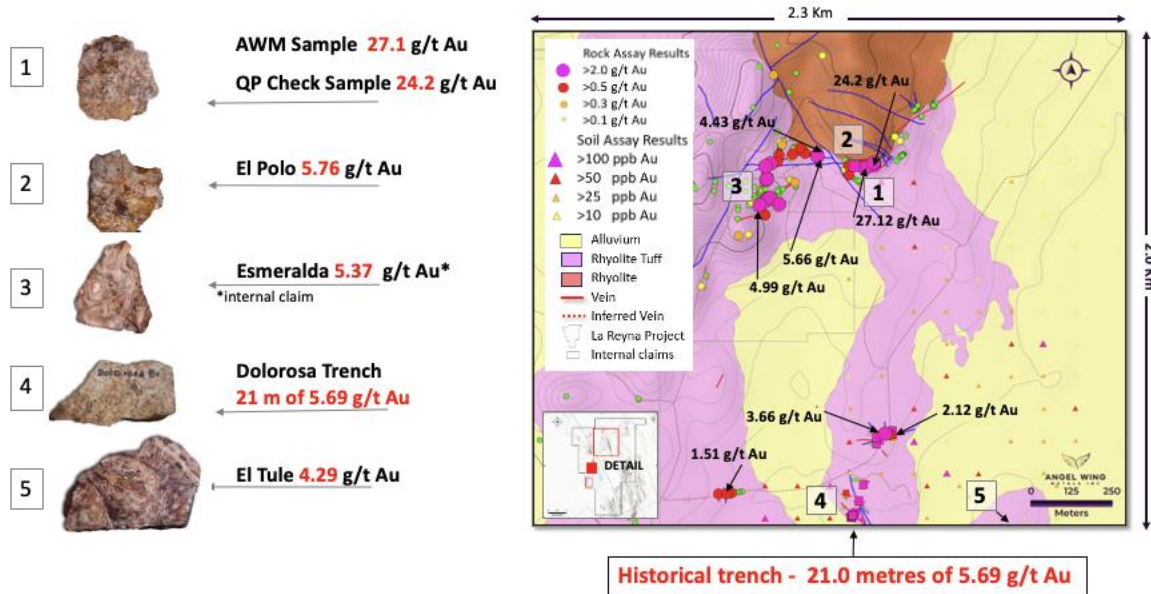 1
AWM Sample 27.1 g/t Au
QP Check Sample 24.2 g/t Au
2
El Polo 5.76 g/t Au
3
Esmeralda 5.37 g/t Au*
*internal claim
4
Dolorosa Trench
21 m of 5.69 g/t Au
5
El Tule 4.29 g/t Au
2.3 Km
Rock Assay Results
>2.0 g/t Au
>0.5 g/t Au
>0.3 g/t Au
>0.1 g/t Au
Soil Assay Results
>100 ppb Au
>50 ppb Au
>25 ppb Au
>10 ppb Au
Alluvium
Rhyolite Tuff
Rhyolite
Vein
Inferred Vein
La Reyna Project
Internal claims
24.2 g/t Au
4.43 g/t Au
2
3
1
27.12 g/t Au
5.66 g/t Au
4.99 g/t Au
Km
3.66 g/t Au
2.12 g/t Au
1.51 g/t Au
DETAIL
4
5
ANGEL WING
METALS INC
0 125 250
Meters
Historical trench - 21.0 metres of 5.69 g/t Au